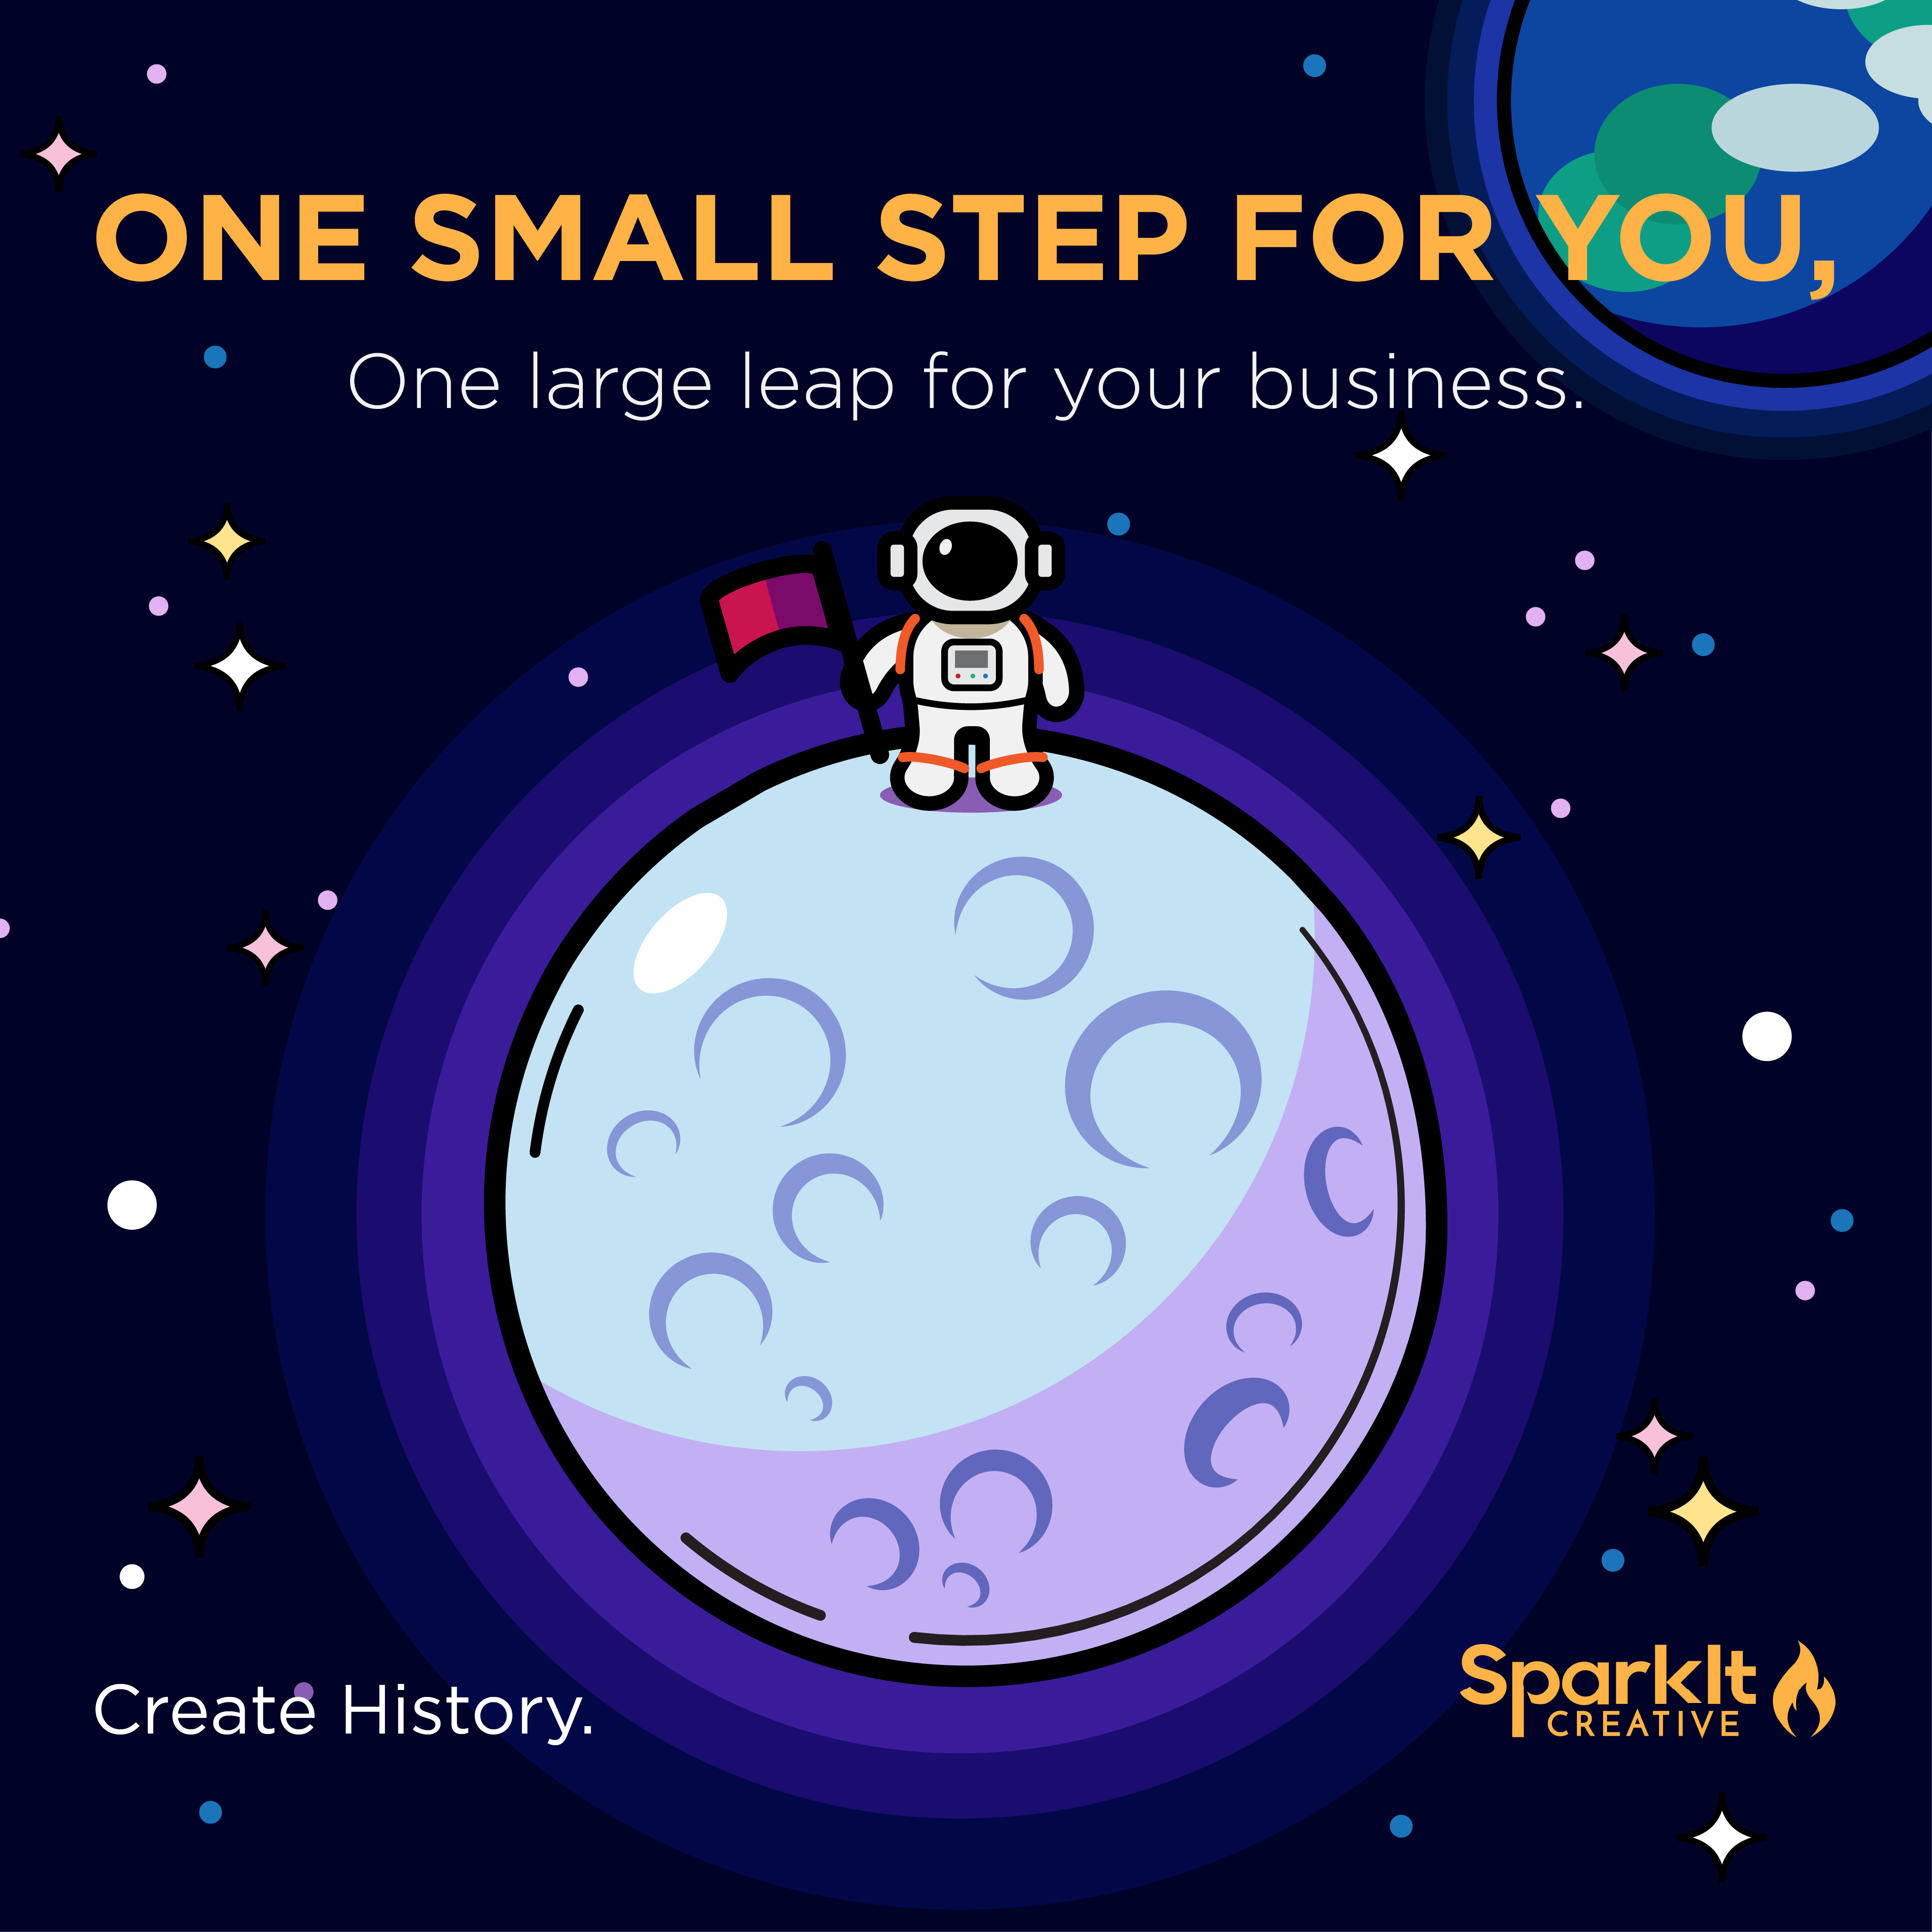 ONE SMALL STEP FOR YOU,
One large leap for your business.
Create History.
SparkIt
CREATIVE